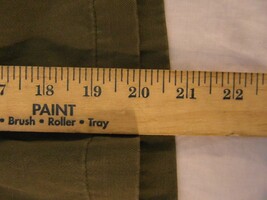 7 18 19 20 21 22
PAINT
• Brush • Roller • Tray